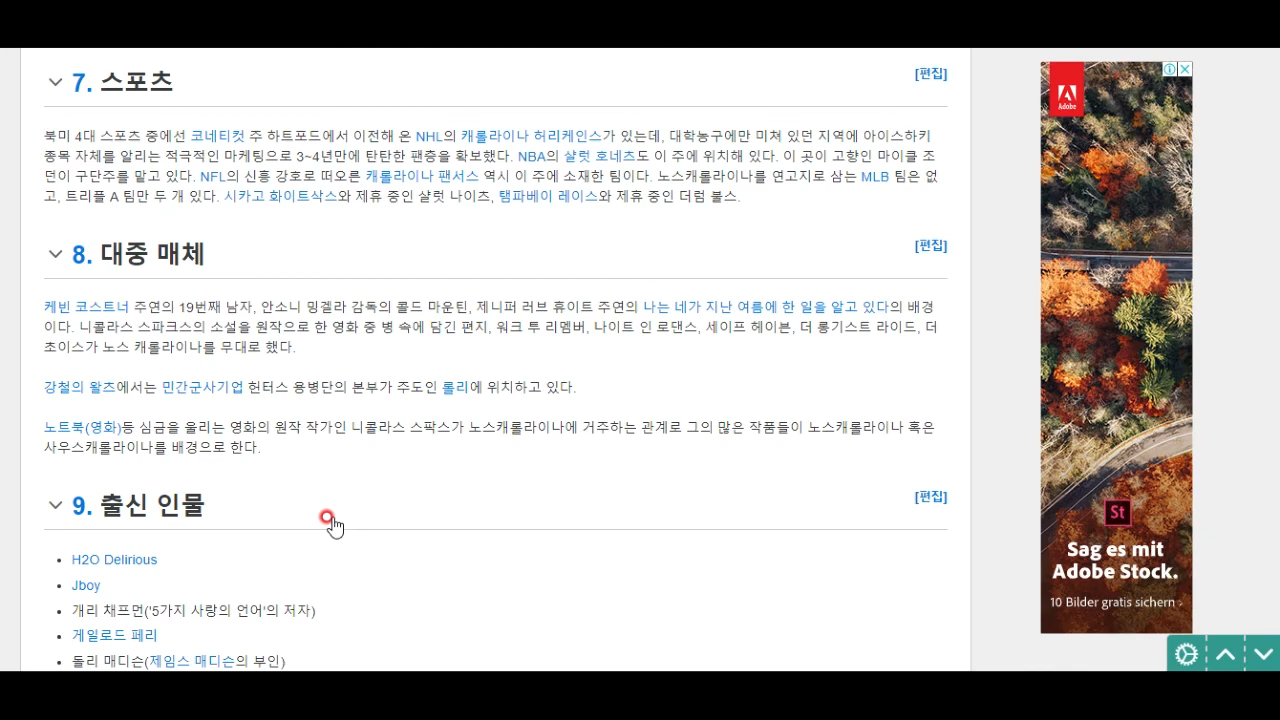 7. 스포츠
[편집]
북미 4대 스포츠 중에선 코네티컷 주 하트포드에서 이전해 온 NHL의 캐롤라이나 허리케인스가 있는데, 대학농구에만 미쳐 있던 지역에 아이스하키
종목 자체를 알리는 적극적인 마케팅으로 3~4년만에 탄탄한 팬층을 확보했다. NBA의 샬럿 호네츠도 이 주에 위치해 있다. 이 곳이 고향인 마이클 조
던이 구단주를 맡고 있다. NFL의 신흥 강호로 떠오른 캐롤라이나 팬서스 역시 이 주에 소재한 팀이다. 노스캐롤라이나를 연고지로 삼는 MLB 팀은 없
고, 트리플 A 팀만 두 개 있다. 시카고 화이트삭스와 제휴 중인 샬럿 나이츠, 탬파베이 레이스와 제휴 중인 더럼 불스.
8. 대중 매체
[편집]
케빈 코스트너 주연의 19번째 남자, 안소니 밍겔라 감독의 콜드 마운틴, 제니퍼 러브 휴이트 주연의 나는 네가 지난 여름에 한 일을 알고 있다의 배경
이다. 니콜라스 스파크스의 소설을 원작으로 한 영화 중 병 속에 담긴 편지, 워크 투 리멤버, 나이트 인 로댄스, 세이프 헤이븐, 더 롱기스트 라이드, 더
초이스가 노스 캐롤라이나를 무대로 했다.
강철의 왈츠에서는 민간군사기업 헌터스 용병단의 본부가 주도인 롤리에 위치하고 있다.
노트북(영화)등 심금을 울리는 영화의 원작 작가인 니콜라스 스팍스가 노스캐롤라이나에 거주하는 관계로 그의 많은 작품들이 노스캐롤라이나 혹은
사우스캐롤라이나를 배경으로 한다.
9. 출신 인물
[편집]
H2O Delirious
Jboy
개리 채프먼('5가지 사랑의 언어'의 저자)
게일로드 페리
돌리 매디슨(제임스 매디슨의 부인)
Adobe
St
Sag es mit
Adobe Stock.
10 Bilder gratis sichern ›